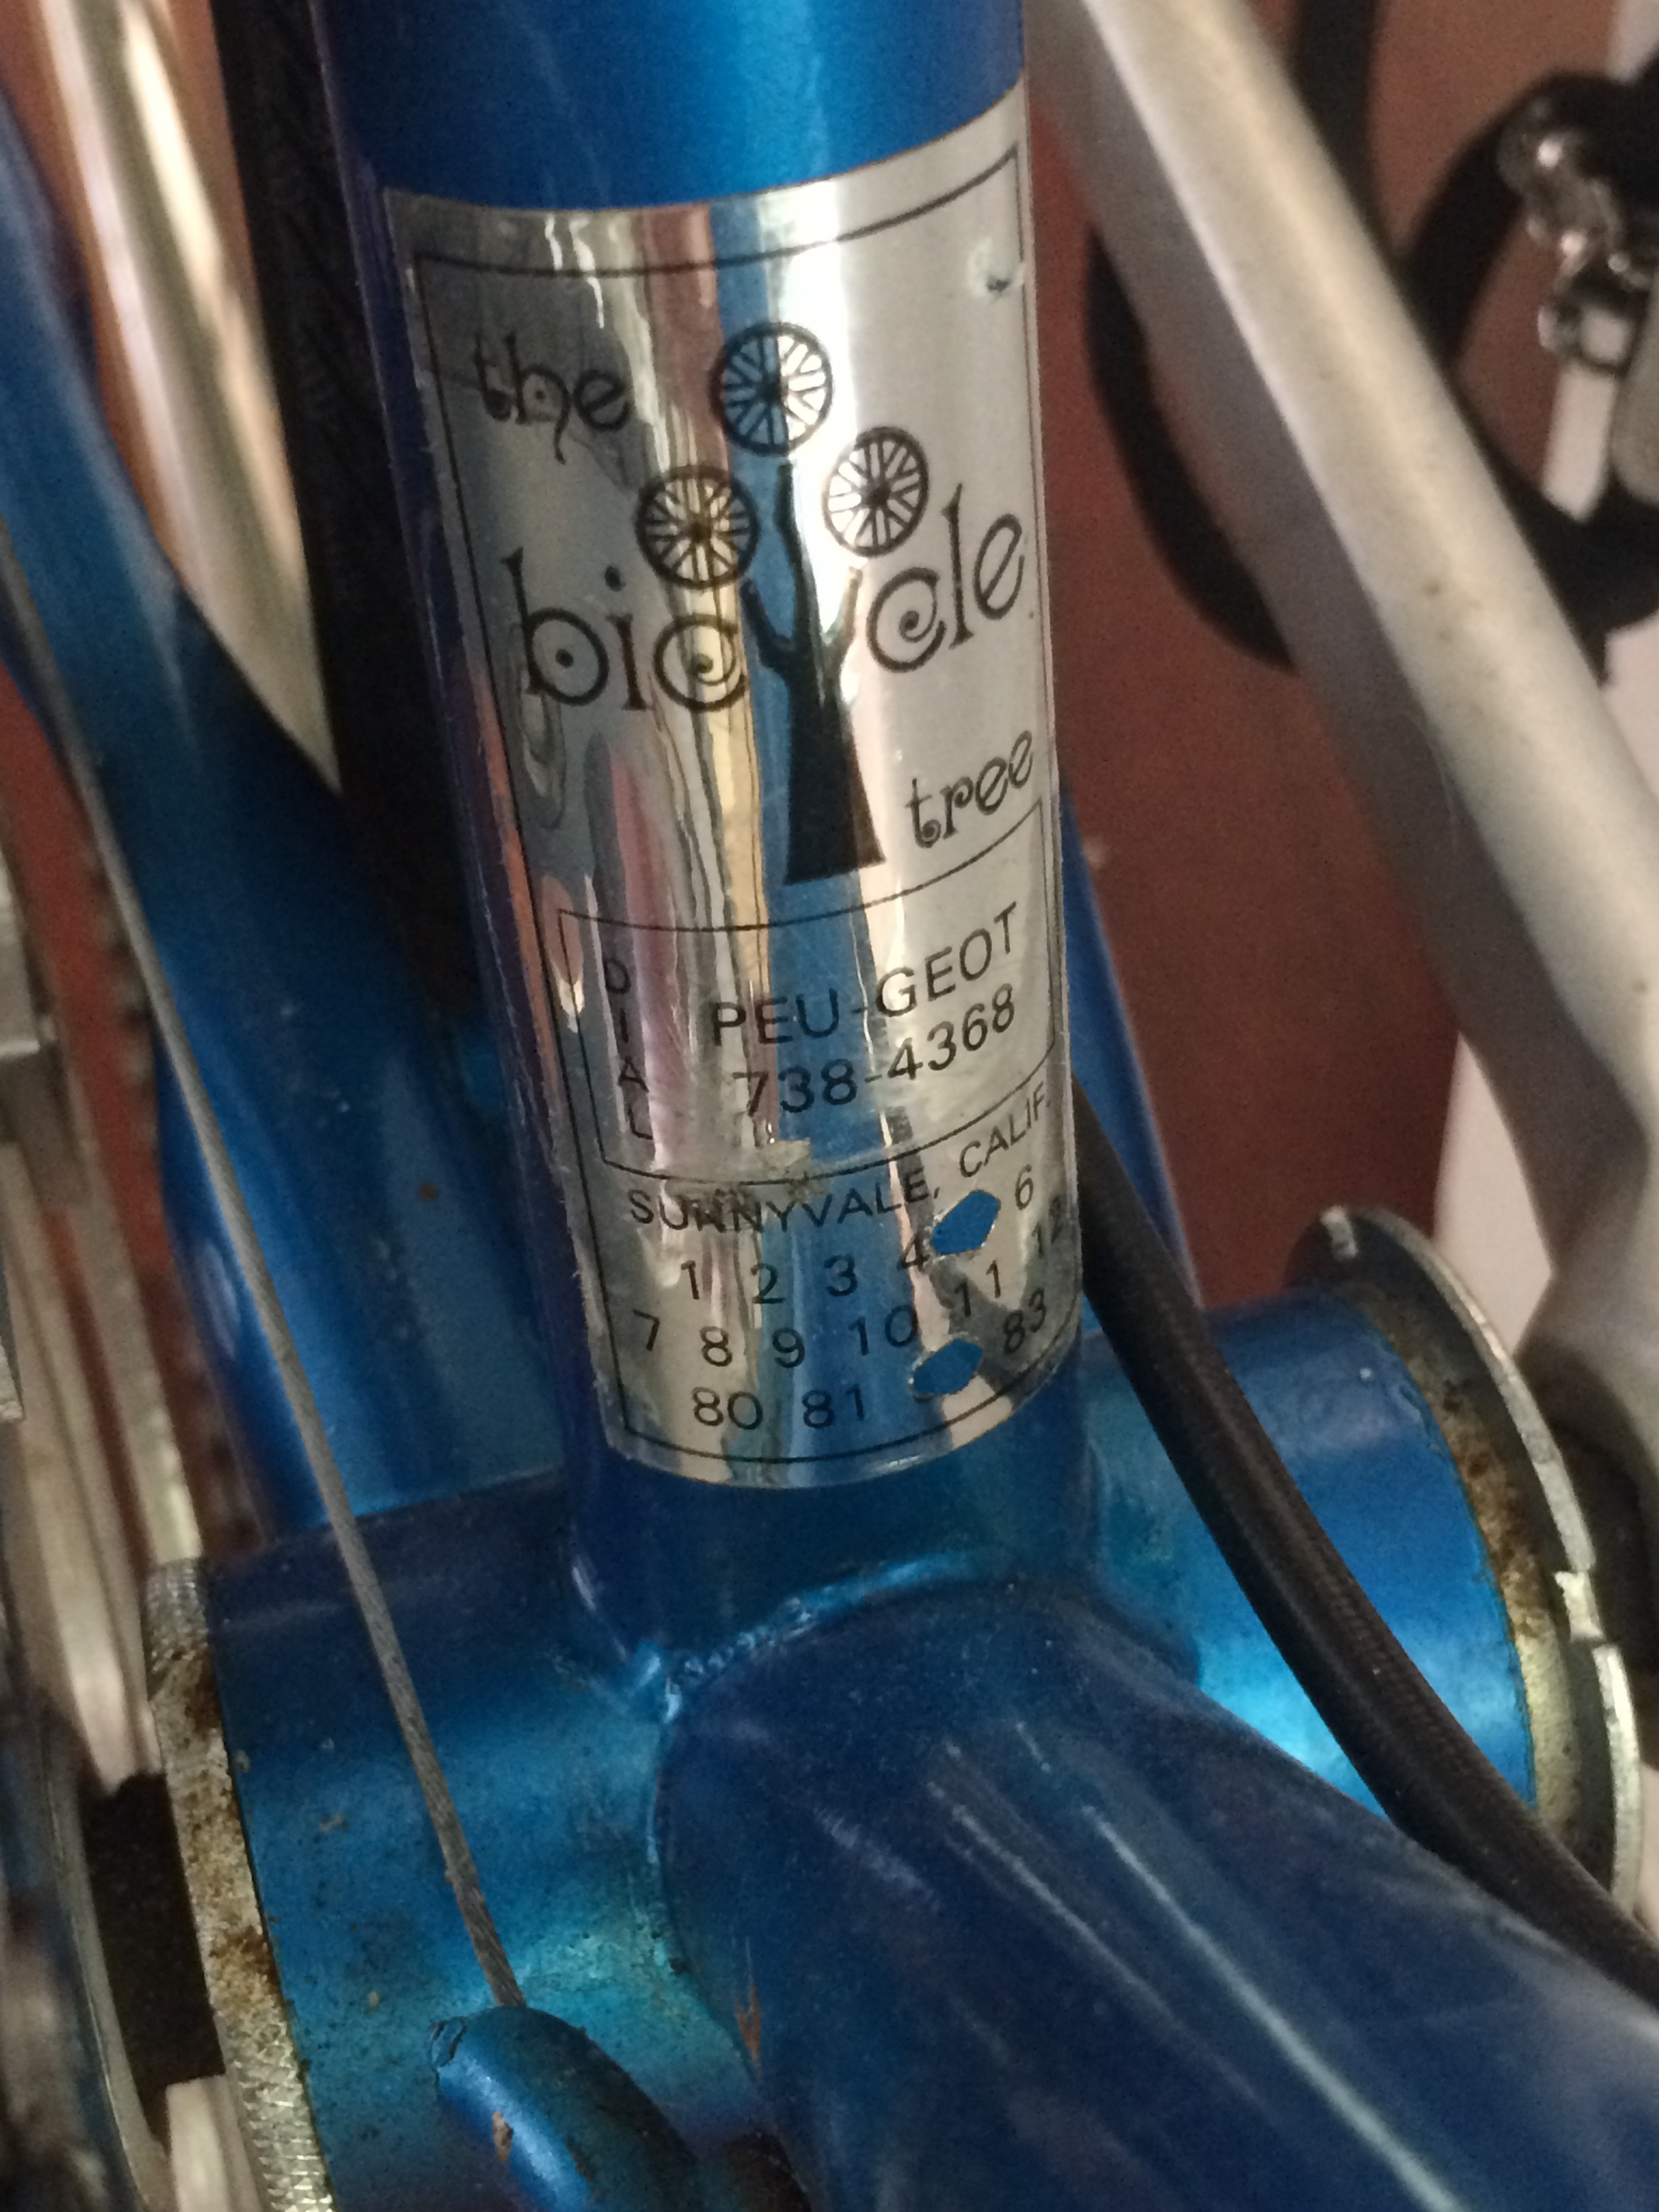 the
bicycle
tree
DIAL
PEU-GEOT
738-4368
SUNNYVALE, CALIF.
1 2 3 4 6
7 8 9 10 11 12
80 81 83